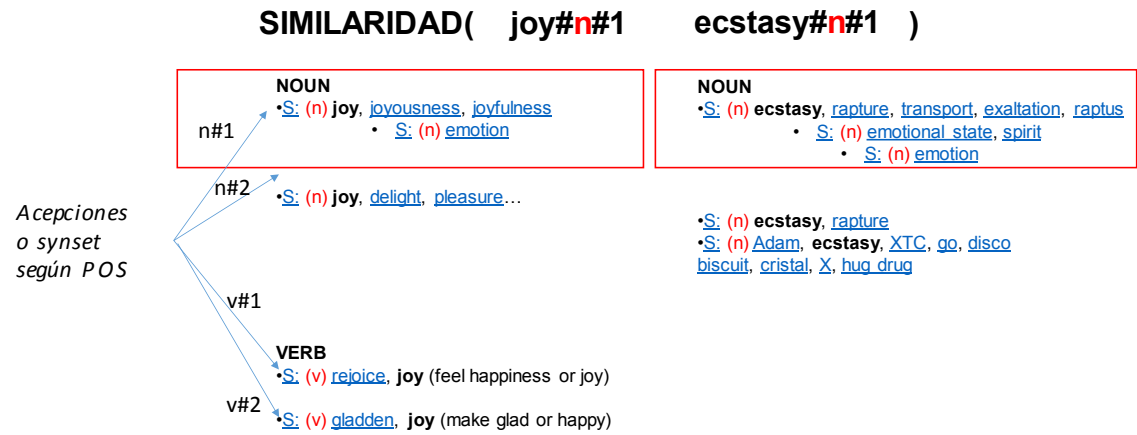 SIMILARIDAD( joy#n#1 ecstasy#n#1 )
NOUN
•S: (n) joy, joyousness, joyfulness
• S: (n) emotion
n#1
n#2
•S: (n) joy, delight, pleasure…
NOUN
•S: (n) ecstasy, rapture, transport, exaltation, raptus
• S: (n) emotional state, spirit
• S: (n) emotion
•S: (n) ecstasy, rapture
•S: (n) Adam, ecstasy, XTC, go, disco
biscuit, cristal, X, hug drug
Acepciones
o synset
según POS
v#1
VERB
•S: (v) rejoice, joy (feel happiness or joy)
v#2
•S: (v) gladden, joy (make glad or happy)